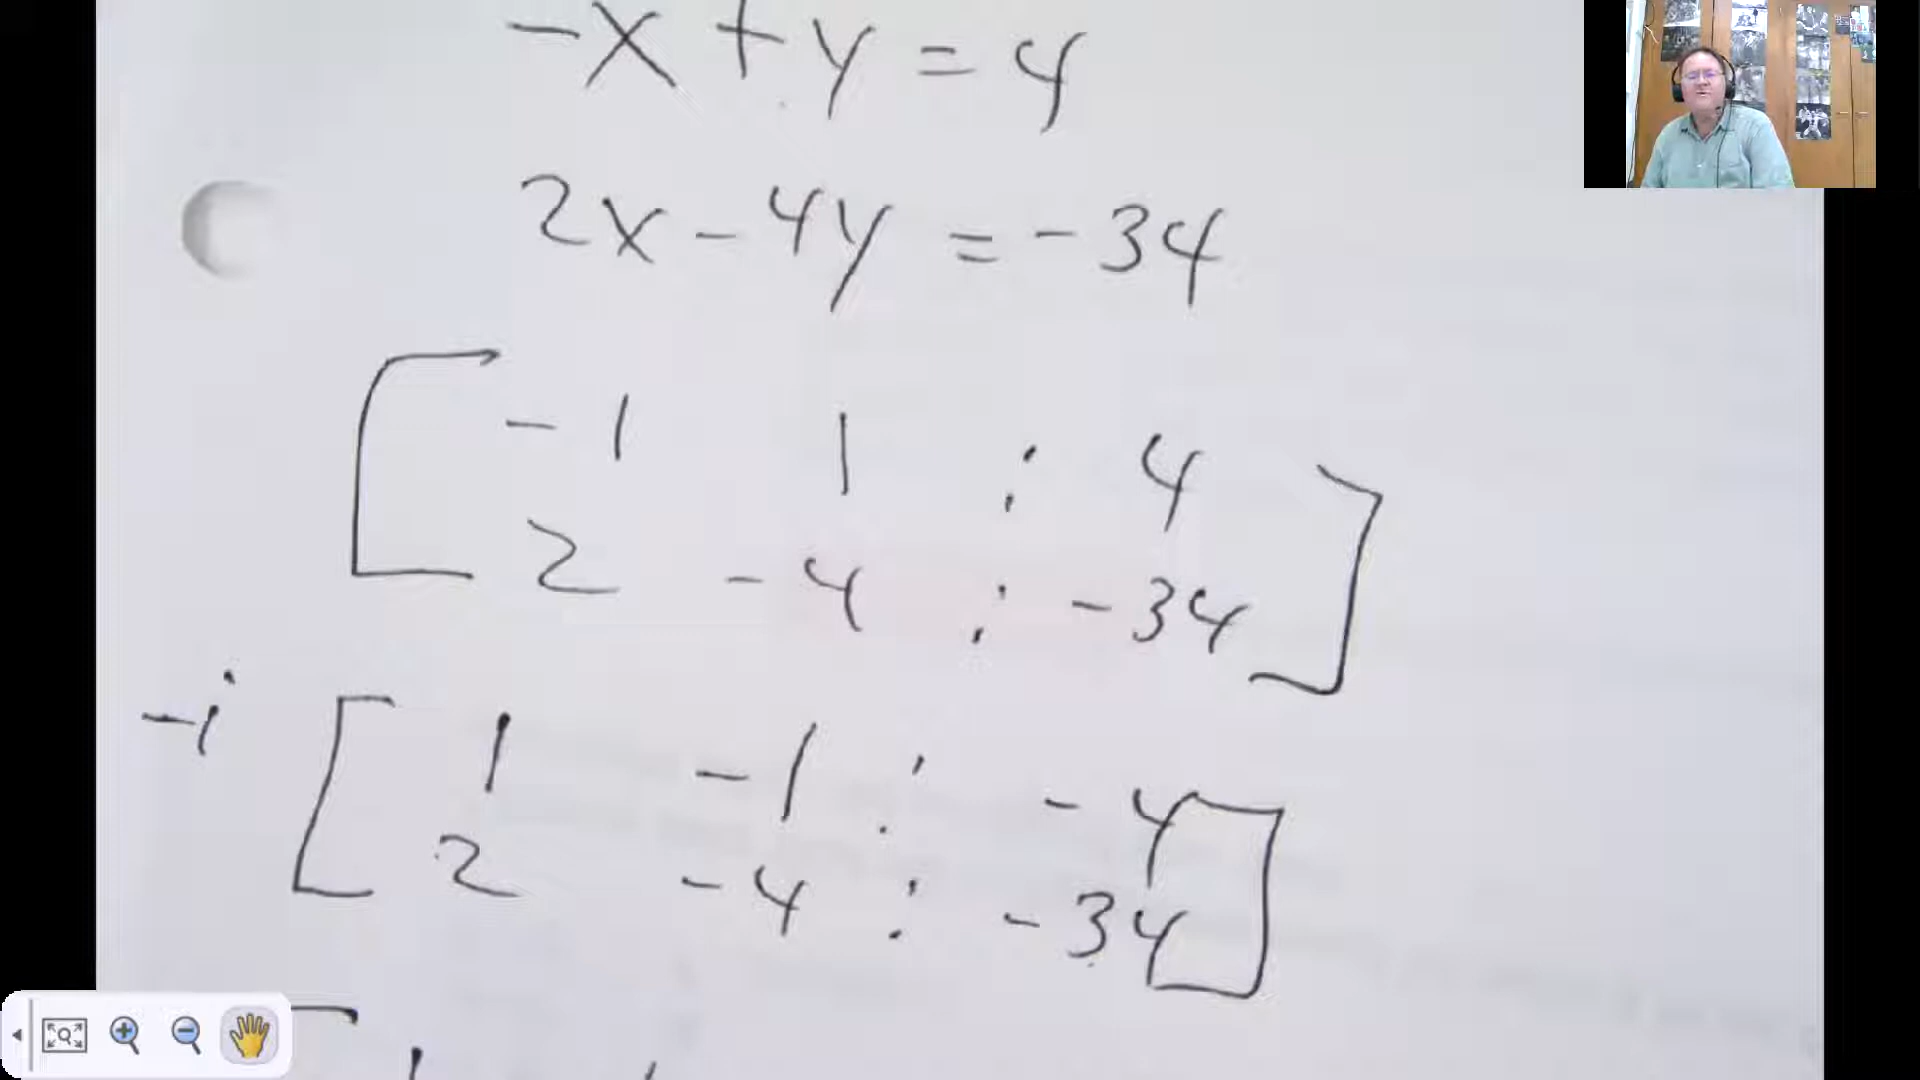 -x + y = 4
2x - 4y = -34
[ -1 1 : 4
2 -4 : -34 ]
-1 [ 1 -1 : -4
2 -4 : -34 ]